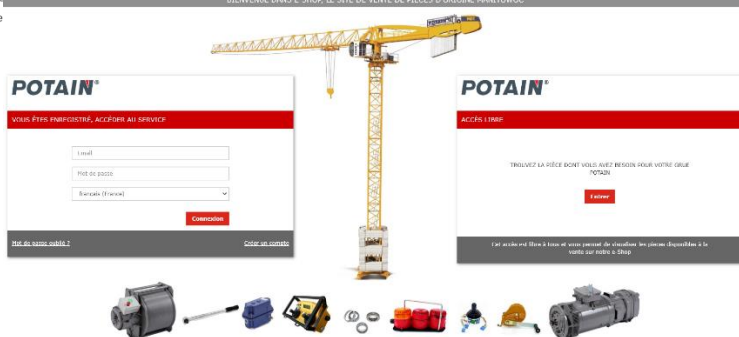 BIENVENUE DANS E-SHOP, LE SITE DE VENTE DE PIÈCES D'ORIGINE MANITOWOC
POTAIN®
VOUS ÊTES ENREGISTRÉ, ACCÉDER AU SERVICE
Email
Mot de passe
français (France)
Connexion
Mot de passe oublié ?
Créer un compte
POTAIN®
ACCÈS LIBRE
TROUVEZ LA PIÈCE DONT VOUS AVEZ BESOIN POUR VOTRE GRUE
POTAIN
Entrer
Cet accès est libre à tous et vous permet de visualiser les pièces disponibles à la
vente sur notre e-Shop